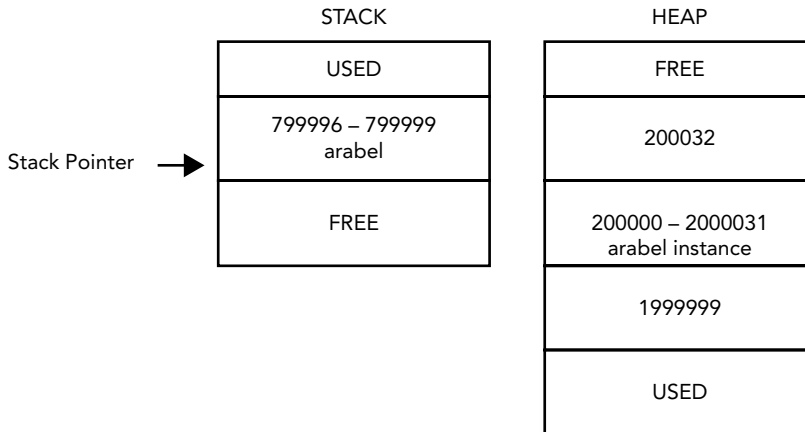 STACK
USED
799996 – 799999
arabel
Stack Pointer
FREE
HEAP
FREE
200032
200000 – 2000031
arabel instance
1999999
USED